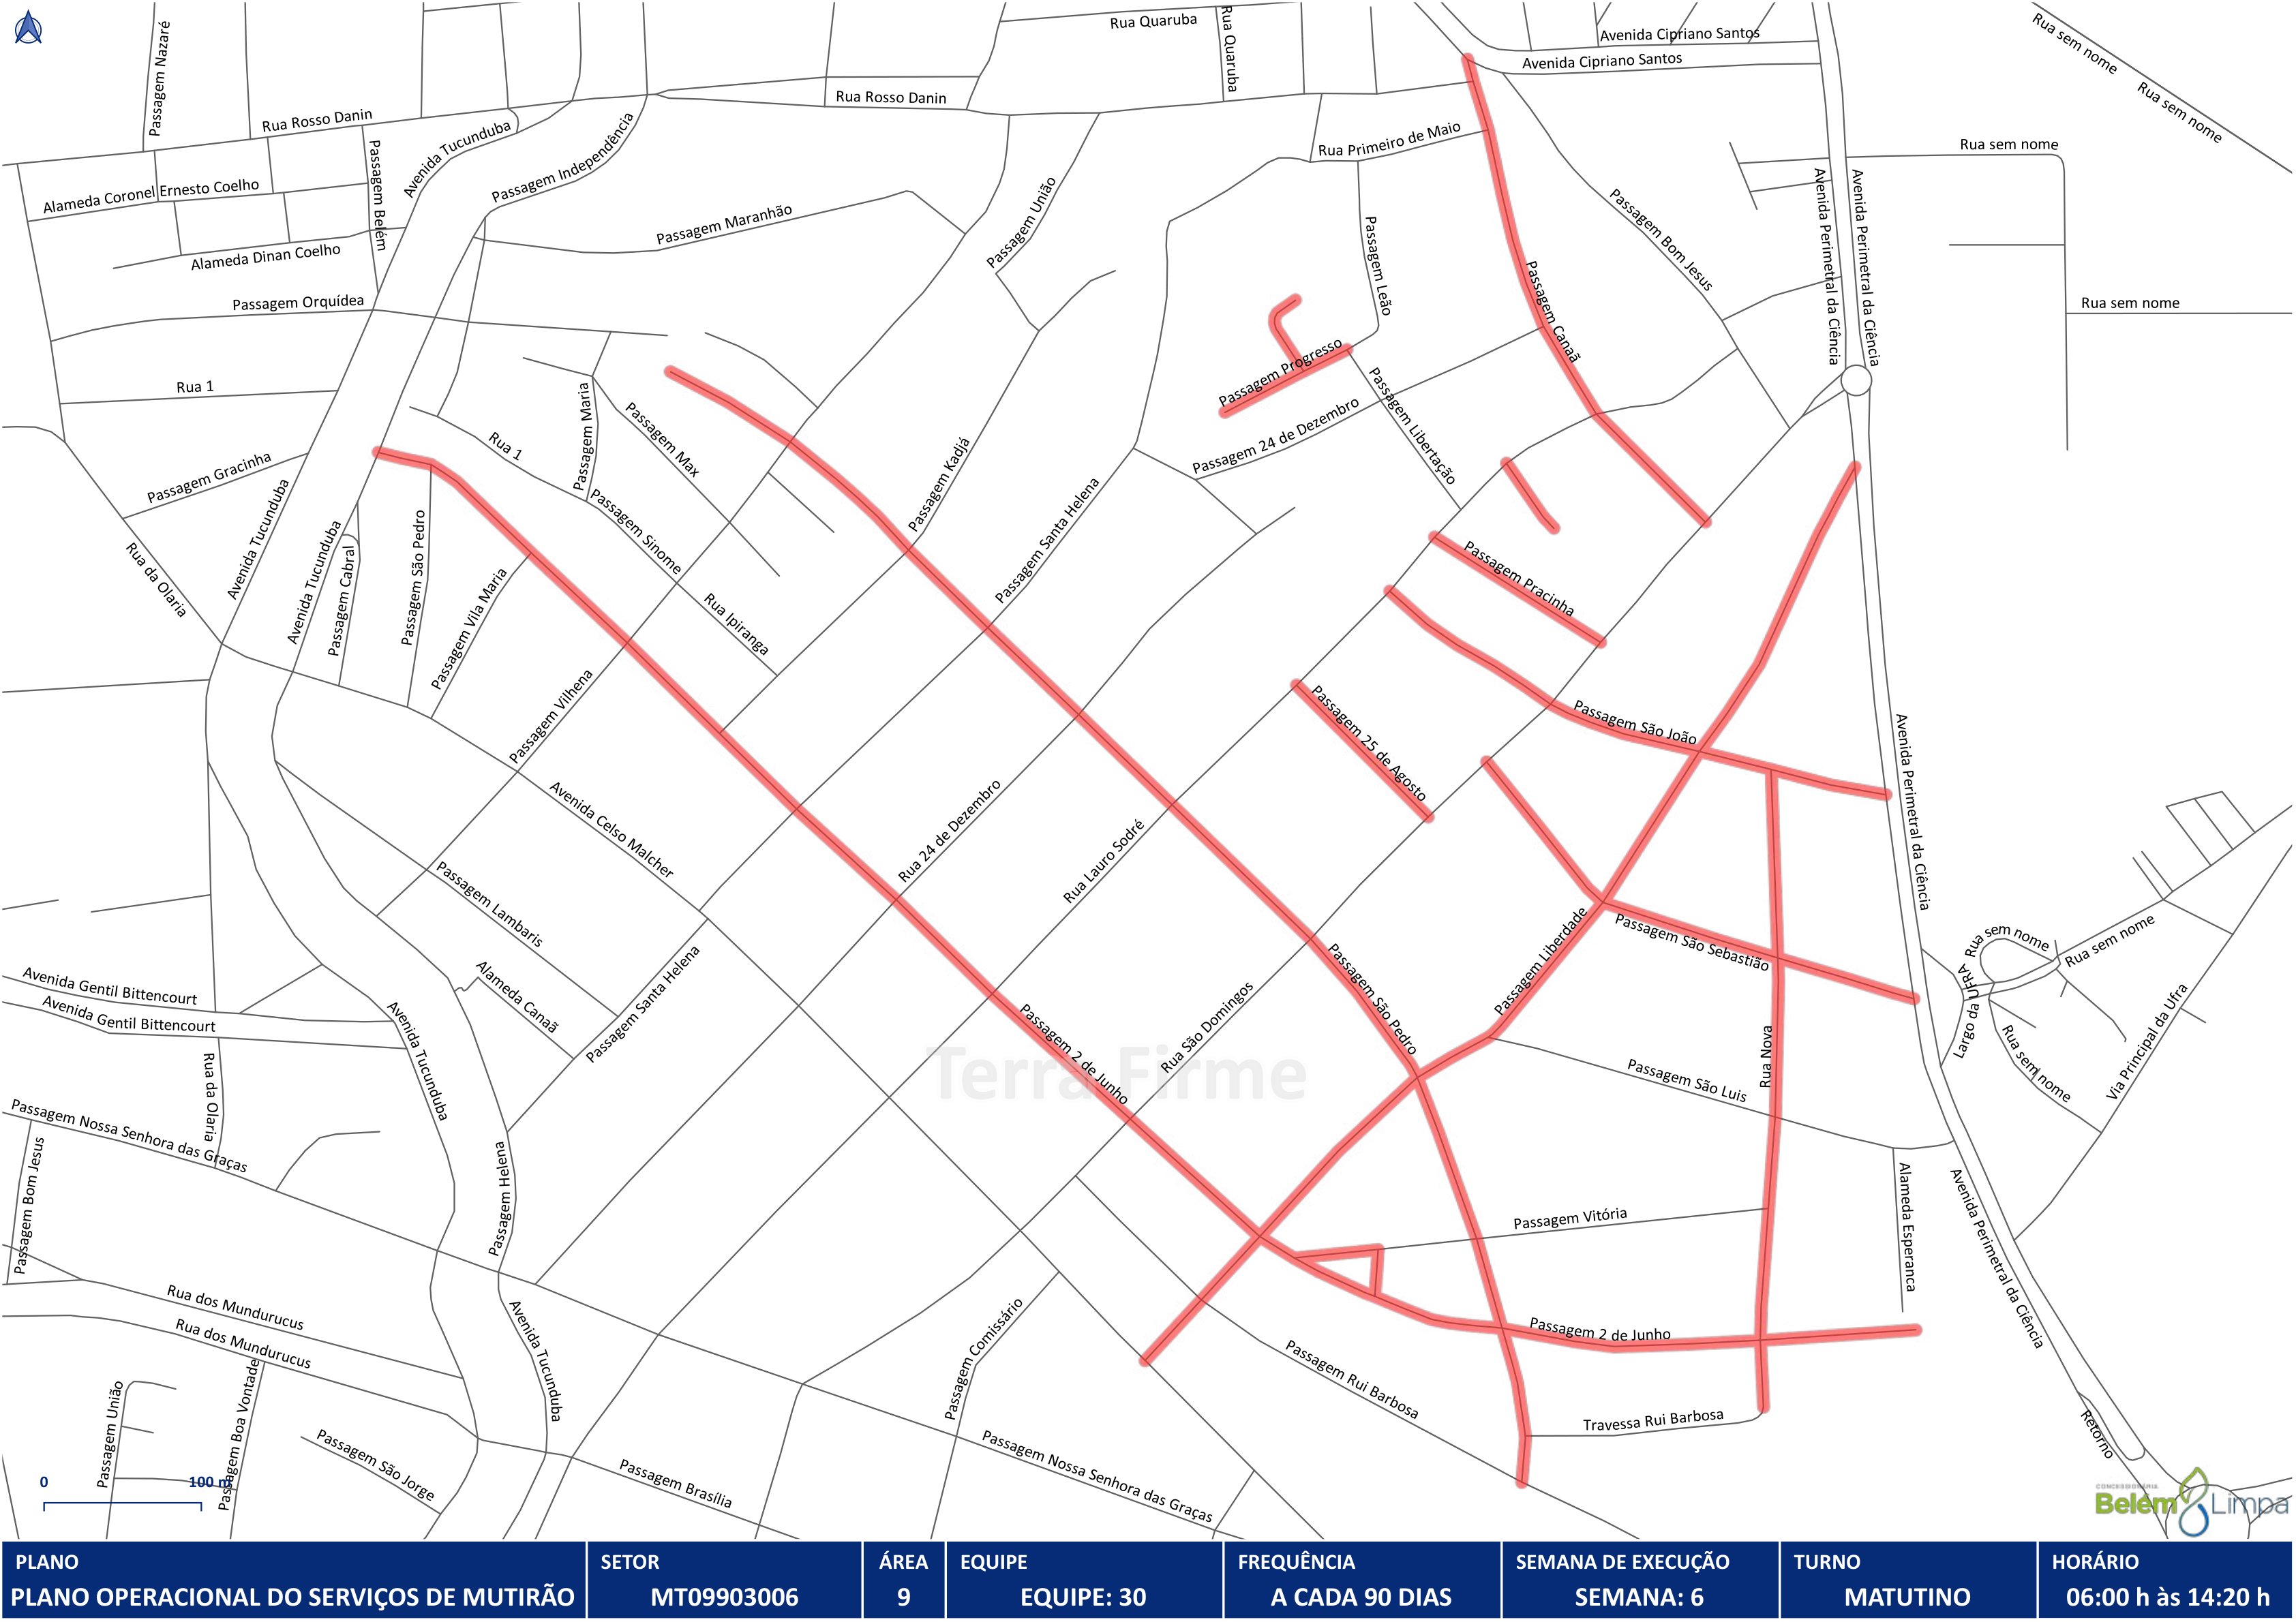 Passagem Nazaré
Rua Quaruba
Rua Quaruba
Avenida Cipriano Santos
Avenida Cipriano Santos
Rua sem nome
Rua sem nome
Rua Rosso Danin
Rua Rosso Danin
Avenida Tucunduba
Passagem Independência
Passagem Belém
Rua Primeiro de Maio
Rua sem nome
Alameda Coronel Ernesto Coelho
Alameda Dinan Coelho
Passagem Maranhão
Passagem União
Passagem Leão
Passagem Bom Jesus
Avenida Perimetral da Ciência
Avenida Perimetral da Ciência
Passagem Orquídea
Rua sem nome
Passagem Canaã
Passagem Progresso
Rua 1
Passagem Maria
Passagem Max
Rua 1
Passagem Libertação
Passagem 24 de Dezembro
Passagem Gracinha
Passagem Kadjá
Passagem Santa Helena
Avenida Tucunduba
Avenida Tucunduba
Passagem Cabral
Passagem São Pedro
Passagem Vila Maria
Passagem Sinome
Rua Ipiranga
Rua da Olaria
Passagem Pracinha
Passagem Vilhena
Passagem 25 de Agosto
Passagem São João
Avenida Perimetral da Ciência
Avenida Celso Malcher
Rua 24 de Dezembro
Rua Lauro Sodré
Passagem Lambaris
Passagem Liberdade
Passagem São Sebastião
Rua sem nome
Rua sem nome
Largo da UFRA
Alameda Canaã
Passagem Santa Helena
Passagem São Pedro
Avenida Gentil Bittencourt
Avenida Gentil Bittencourt
Avenida Tucunduba
Passagem 2 de Junho
Rua São Domingos
Rua Nova
Rua sem nome
Via Principal da Ufra
Rua da Olaria
Terra Firme
Passagem São Luis
Passagem Nossa Senhora das Graças
Passagem Bom Jesus
Passagem Helena
Passagem Vitória
Alameda Esperança
Avenida Perimetral da Ciência
Rua dos Mundurucus
Rua dos Mundurucus
Avenida Tucunduba
Passagem Comissário
Passagem 2 de Junho
Passagem Rui Barbosa
Travessa Rui Barbosa
Retorno
Passagem União
Passagem Boa Vontade
Passagem São Jorge
Passagem Brasília
Passagem Nossa Senhora das Graças
0 100 m
CONCESSIONÁRIA
Belém Limpa
PLANO
PLANO OPERACIONAL DO SERVIÇOS DE MUTIRÃO
SETOR
MT09903006
ÁREA
9
EQUIPE
EQUIPE: 30
FREQUÊNCIA
A CADA 90 DIAS
SEMANA DE EXECUÇÃO
SEMANA: 6
TURNO
MATUTINO
HORÁRIO
06:00 h às 14:20 h